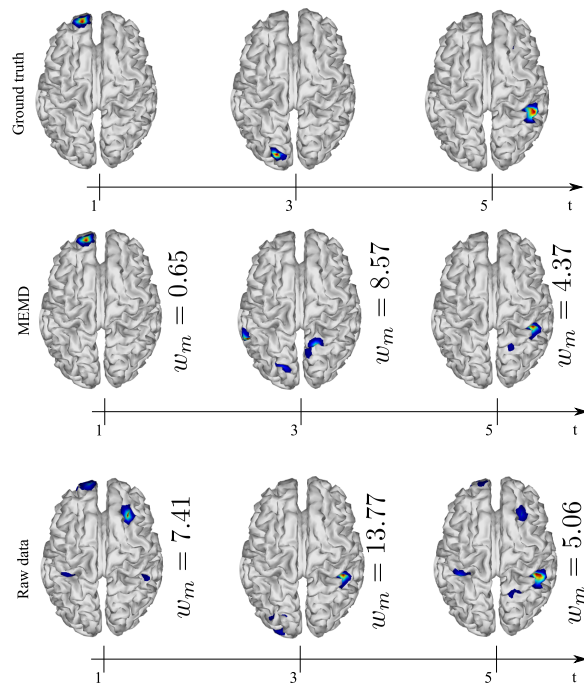 Ground truth
1
3
5
t
MEMD
w_m = 0.65
w_m = 8.57
w_m = 4.37
1
3
5
t
Raw data
w_m = 7.41
w_m = 13.77
w_m = 5.06
1
3
5
t